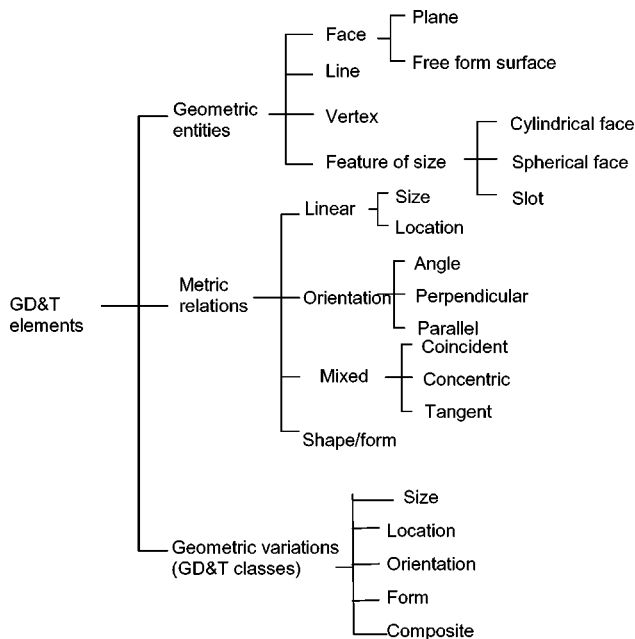 GD&T
elements
Geometric
entities
Face
Plane
Free form surface
Line
Vertex
Feature of size
Cylindrical face
Spherical face
Slot
Metric
relations
Linear
Size
Location
Orientation
Angle
Perpendicular
Parallel
Mixed
Coincident
Concentric
Tangent
Shape/form
Geometric variations
(GD&T classes)
Size
Location
Orientation
Form
Composite